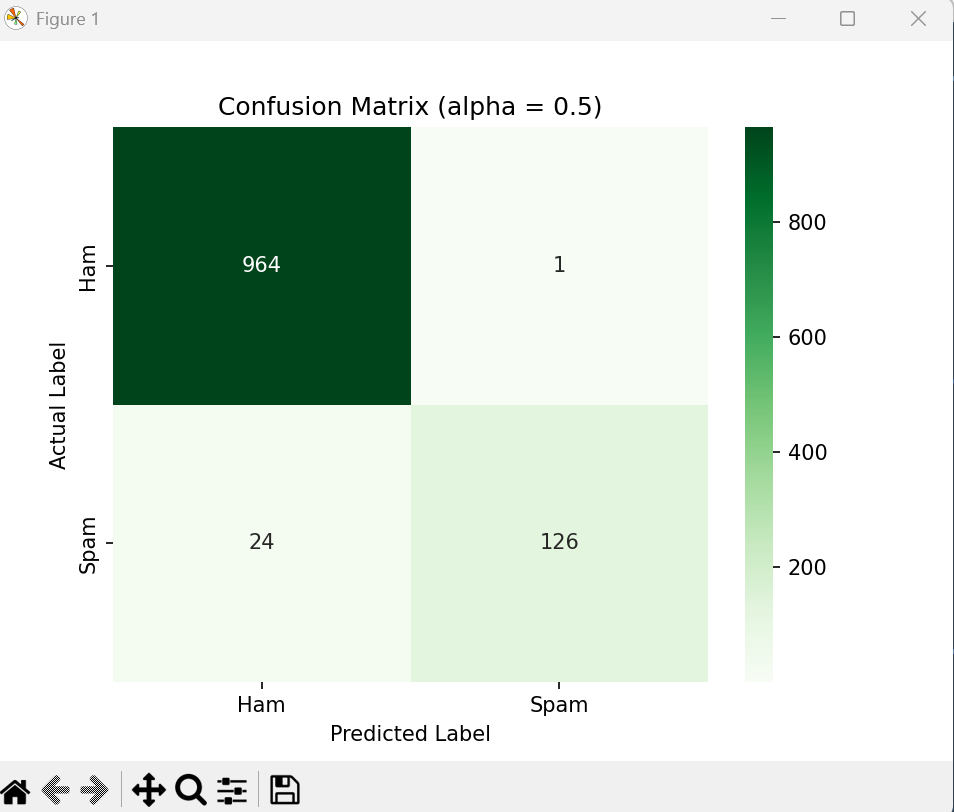 Figure 1
Confusion Matrix (alpha = 0.5)
964
1
24
126
Ham
Spam
Actual Label
Ham
Spam
Predicted Label
800
600
400
200